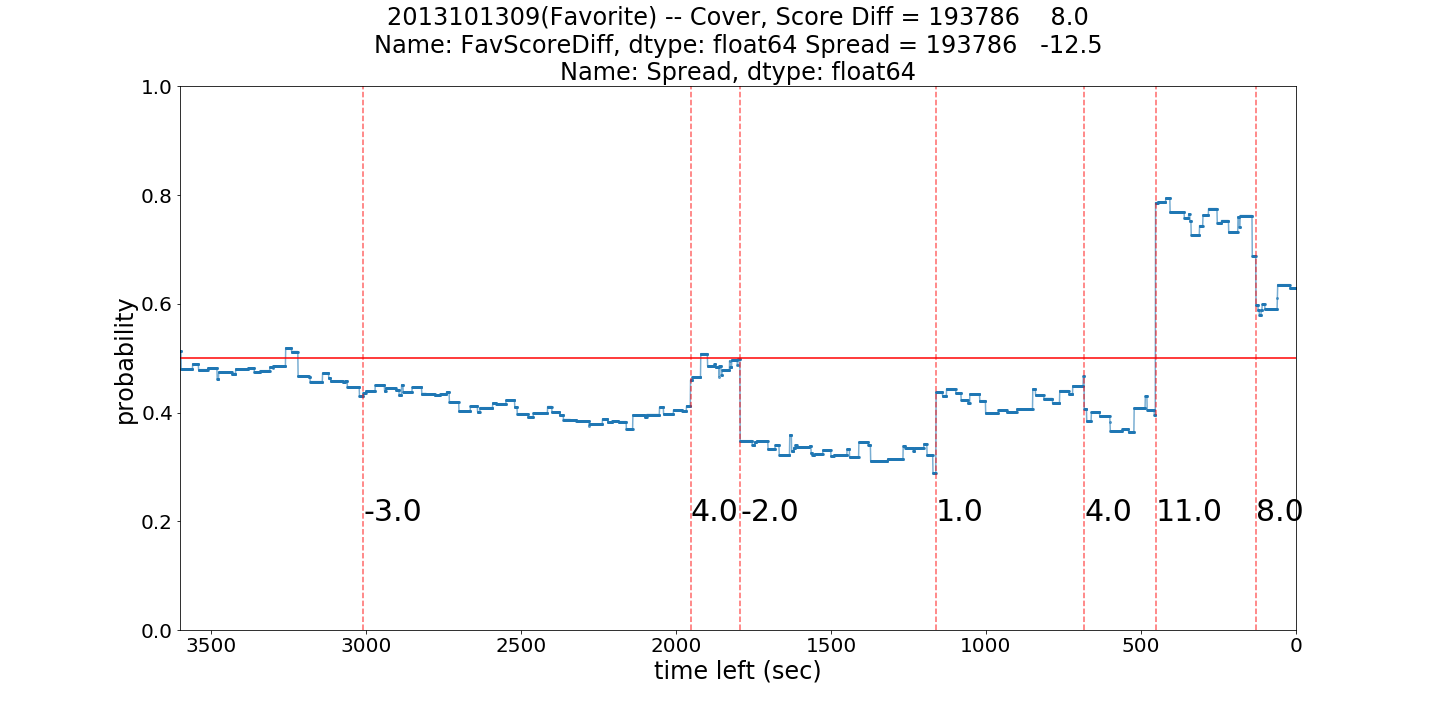 2013101309(Favorite) -- Cover, Score Diff = 193786    8.0
Name: FavScoreDiff, dtype: float64 Spread = 193786   -12.5
Name: Spread, dtype: float64
1.0
0.8
0.6
0.4
0.2
0.0
probability
-3.0
4.0
-2.0
1.0
4.0
11.0
8.0
3500 3000 2500 2000 1500 1000 500 0
time left (sec)